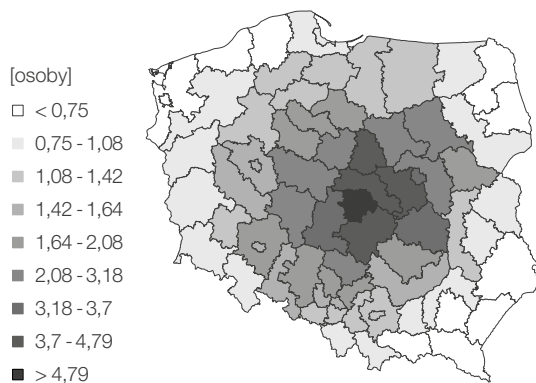 [osoby]
< 0,75
0,75 - 1,08
1,08 - 1,42
1,42 - 1,64
1,64 - 2,08
2,08 - 3,18
3,18 - 3,7
3,7 - 4,79
> 4,79